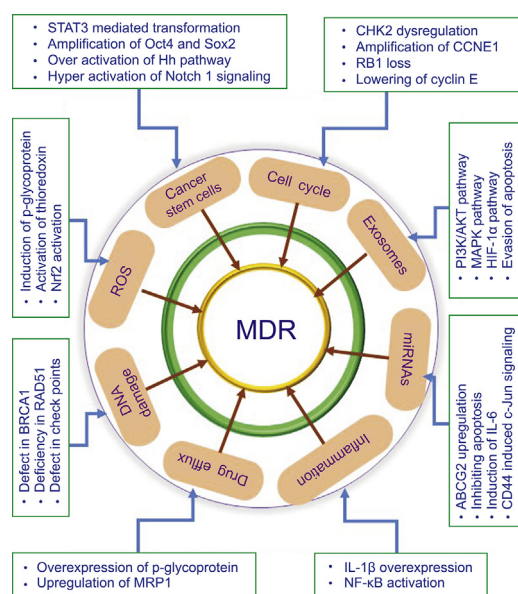 • STAT3 mediated transformation
• Amplification of Oct4 and Sox2
• Over activation of Hh pathway
• Hyper activation of Notch 1 signaling
• CHK2 dysregulation
• Amplification of CCNE1
• RB1 loss
• Lowering of cyclin E
• Induction of p-glycoprotein
• Activation of thioredoxin
• Nrf2 activation
Cancer
stem cells
Cell cycle
Exosomes
• PI3K/AKT pathway
• MAPK pathway
• HIF-1α pathway
• Evasion of apoptosis
ROS
MDR
miRNAs
• Defect in BRCA1
• Deficiency in RAD51
• Defect in check points
DNA
damage
Drug efflux
Inflammation
• ABCG2 upregulation
• Inhibiting apoptosis
• Induction of IL-6
• CD44 induced c-Jun signaling
• Overexpression of p-glycoprotein
• Upregulation of MRP1
• IL-1β overexpression
• NF-κB activation